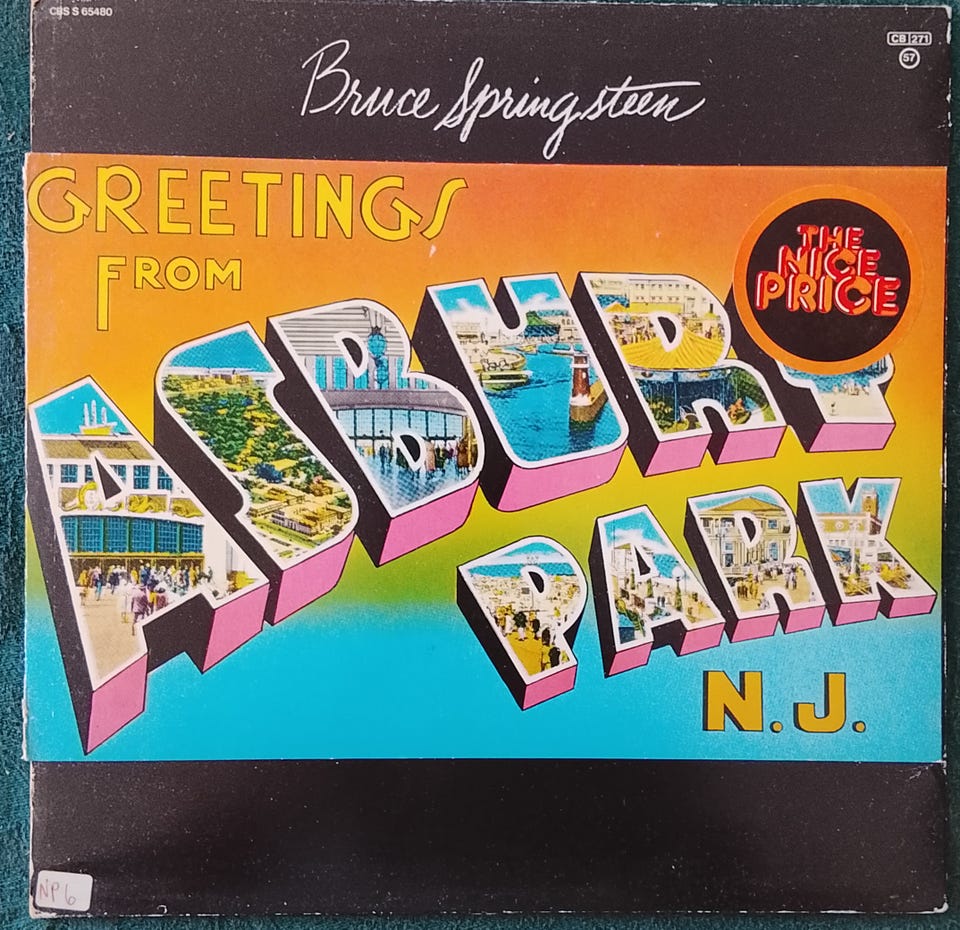 CBS S 65480
CB 271
57
Bruce Springsteen
GREETINGS
FROM
ASBURY
PARK
N.J.
THE
NICE
PRICE
NP6